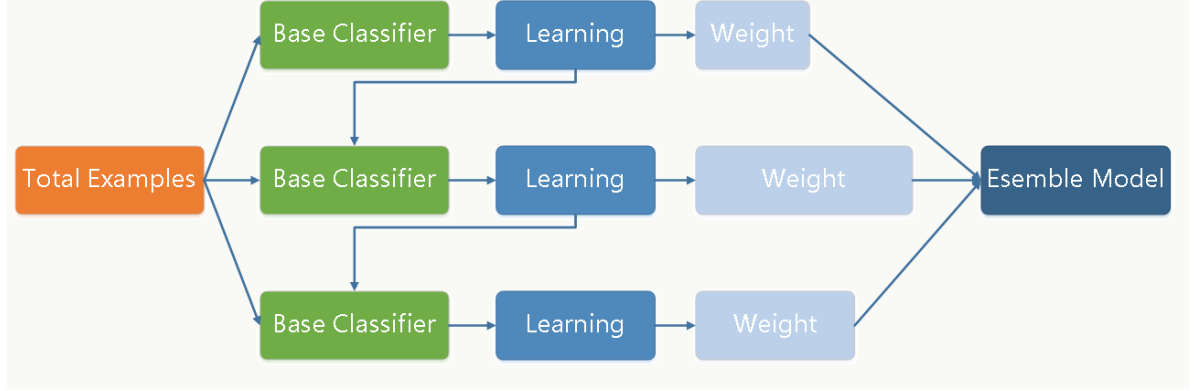 Base Classifier
Learning
Weight
Total Examples
Base Classifier
Learning
Weight
Esemble Model
Base Classifier
Learning
Weight